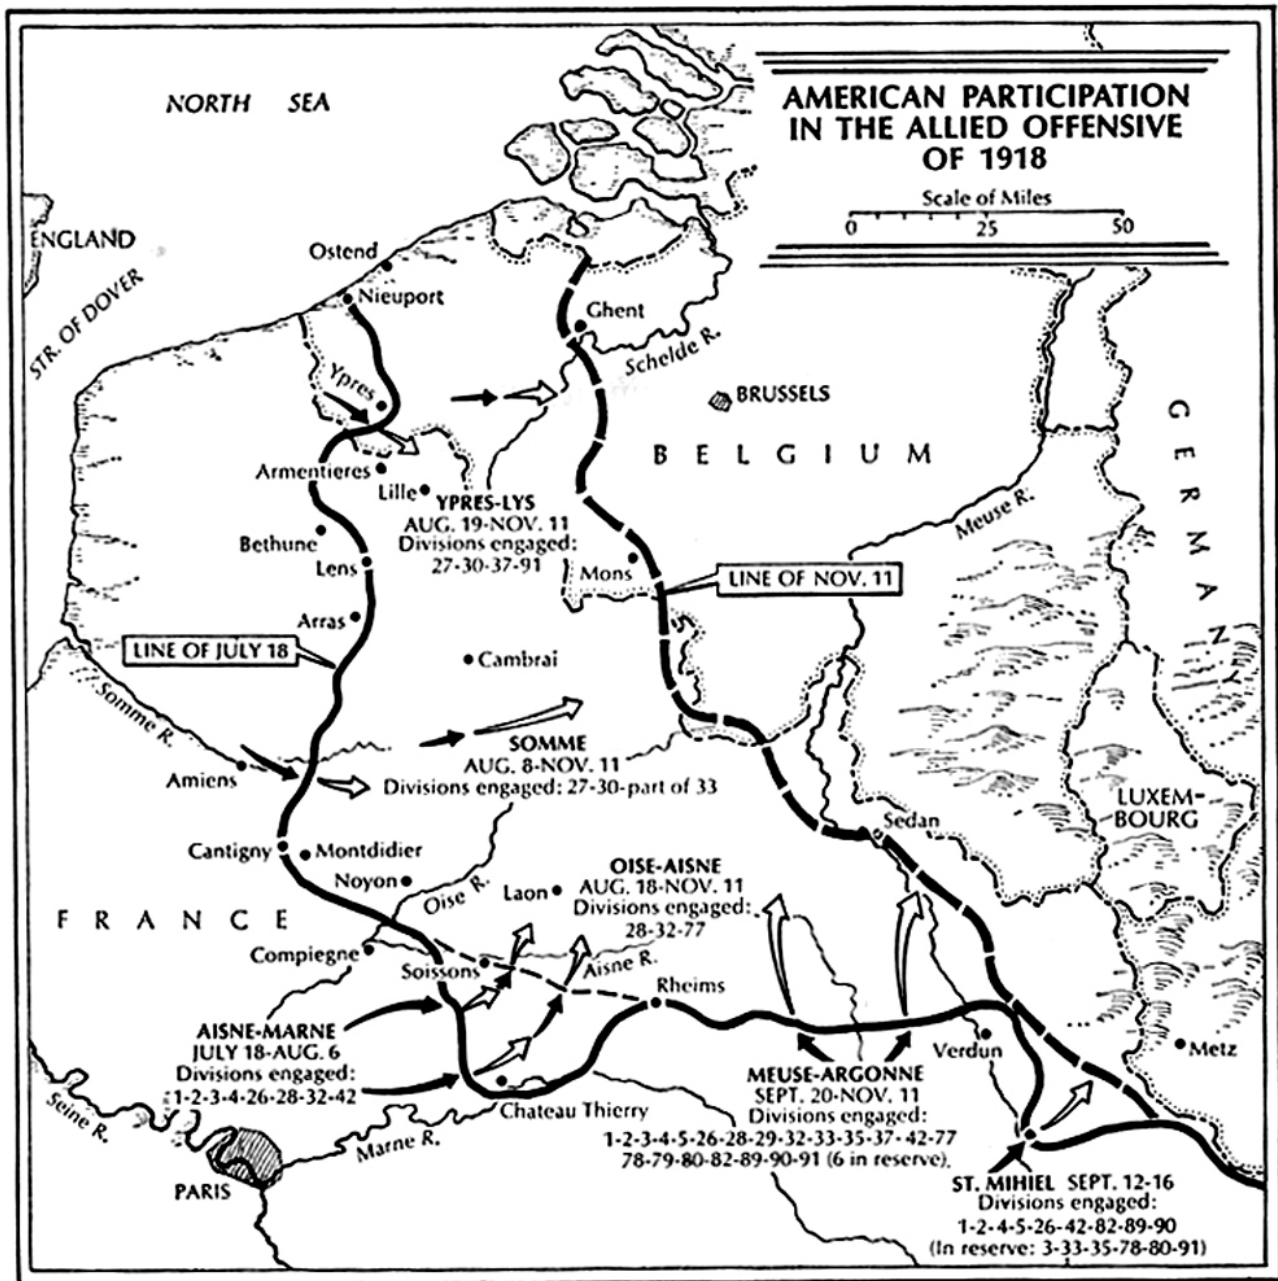 AMERICAN PARTICIPATION
IN THE ALLIED OFFENSIVE
OF 1918
Scale of Miles
0 25 50
NORTH SEA
ENGLAND
STR. OF DOVER
Ostend
Nieuport
Ghent
Schelde R.
Ypres
BRUSSELS
BELGIUM
GERMANY
Armentieres
Lille
YPRES-LYS
AUG. 19-NOV. 11
Divisions engaged:
27-30-37-91
Meuse R.
Bethune
Lens
Mons
LINE OF NOV. 11
Arras
LINE OF JULY 18
Cambrai
Somme R.
SOMME
AUG. 8-NOV. 11
Divisions engaged: 27-30-part of 33
Amiens
LUXEM-
BOURG
Sedan
Cantigny
Montdidier
Noyon
Oise R.
Laon
OISE-AISNE
AUG. 18-NOV. 11
Divisions engaged:
28-32-77
FRANCE
Compiegne
Soissons
Aisne R.
Rheims
AISNE-MARNE
JULY 18-AUG. 6
Divisions engaged:
1-2-3-4-26-28-32-42
Verdun
Metz
MEUSE-ARGONNE
SEPT. 20-NOV. 11
Divisions engaged:
1-2-3-4-5-26-28-29-32-33-35-37-42-77
78-79-80-82-89-90-91 (6 in reserve).
Chateau Thierry
Seine R.
Marne R.
PARIS
ST. MIHIEL SEPT. 12-16
Divisions engaged:
1-2-4-5-26-42-82-89-90
(In reserve: 3-33-35-78-80-91)